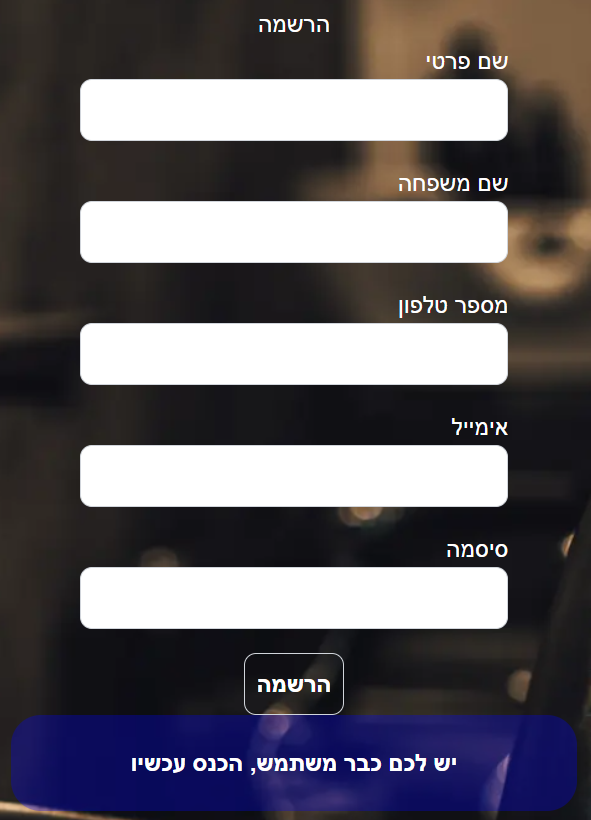 הרשמה
שם פרטי
שם משפחה
מספר טלפון
אימייל
סיסמה
הרשמה
יש לכם כבר משתמש, הכנס עכשיו